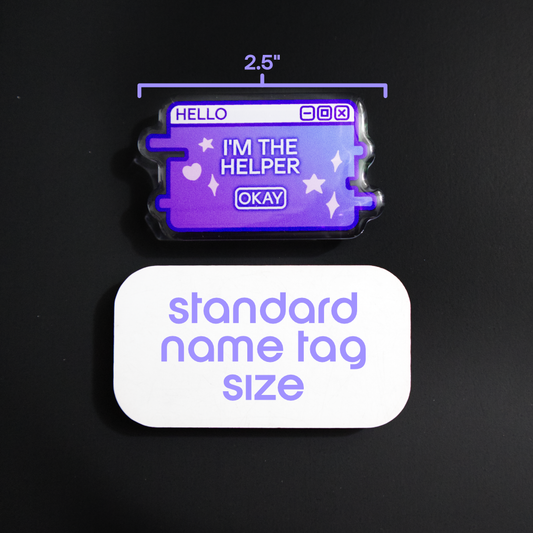 2.5"
HELLO
I'M THE
HELPER
OKAY
standard
name tag
size